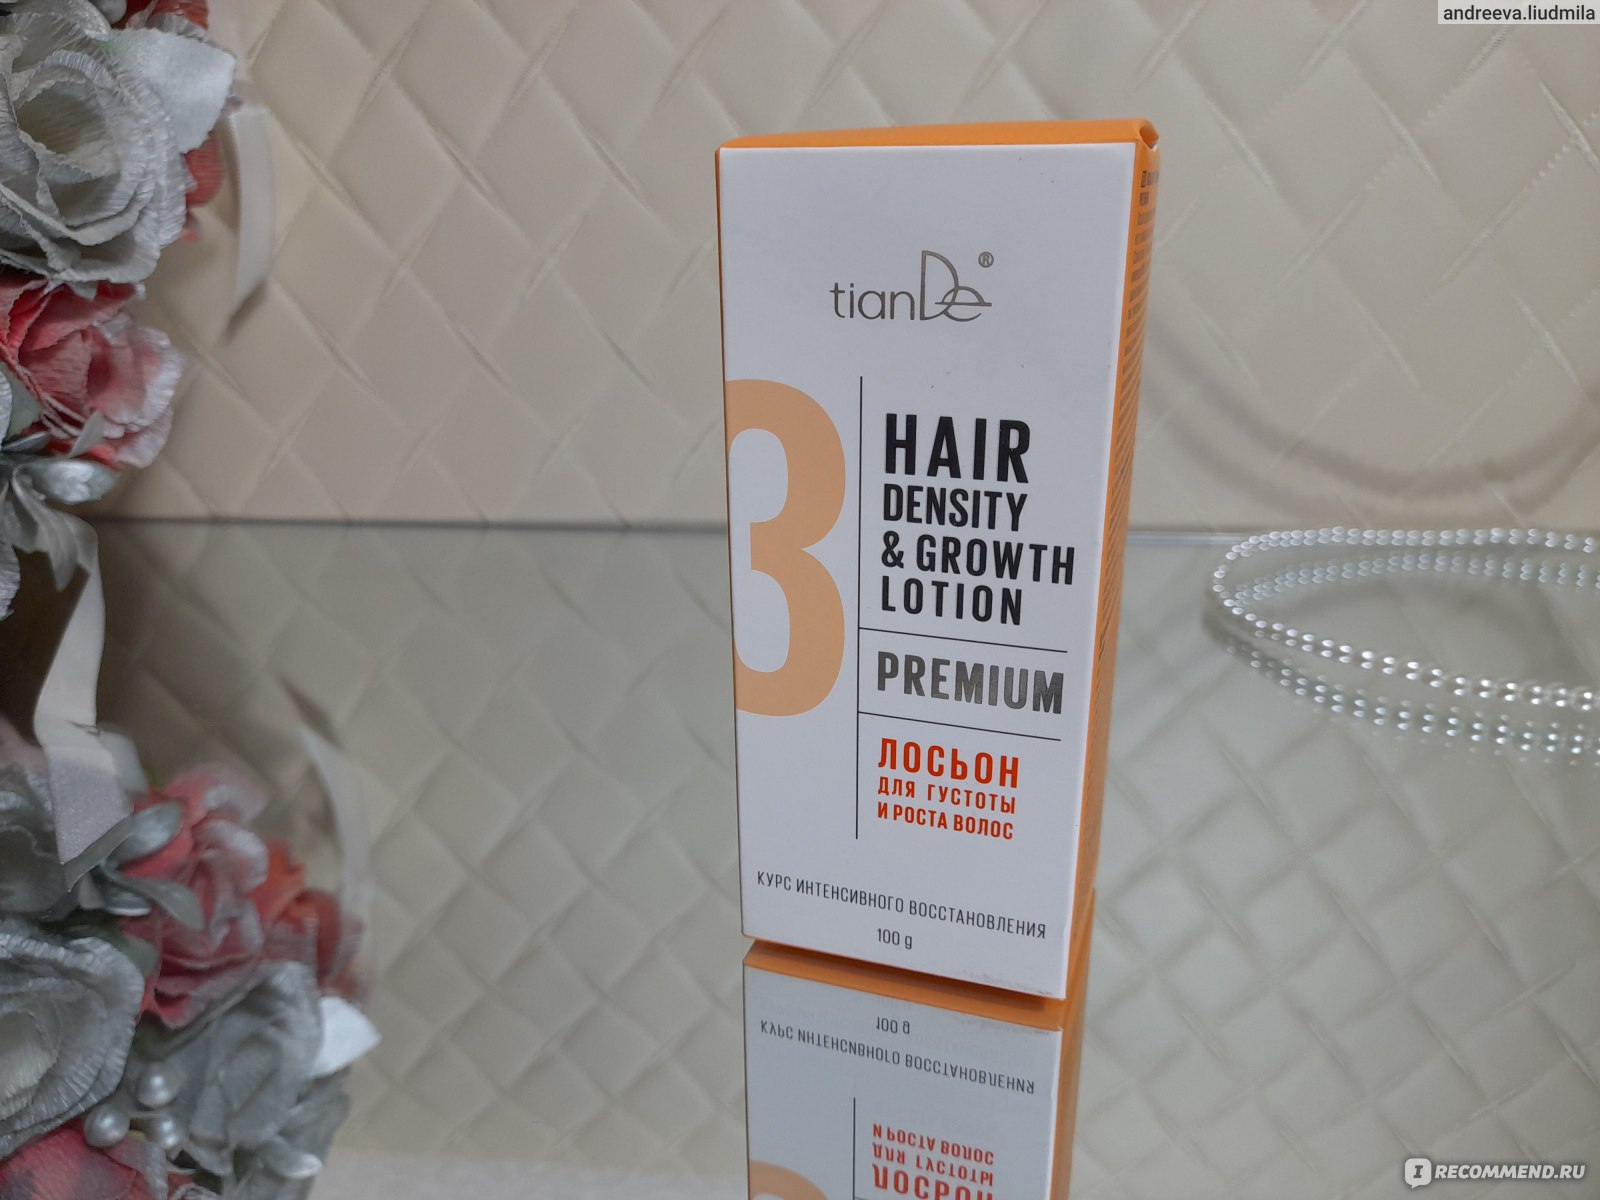 andreeva.liudmila
tianDe®
3
HAIR
DENSITY
& GROWTH
LOTION
PREMIUM
ЛОСЬОН
ДЛЯ ГУСТОТЫ
И РОСТА ВОЛОС
КУРС ИНТЕНСИВНОГО ВОССТАНОВЛЕНИЯ
100 g
IRECOMMEND.RU